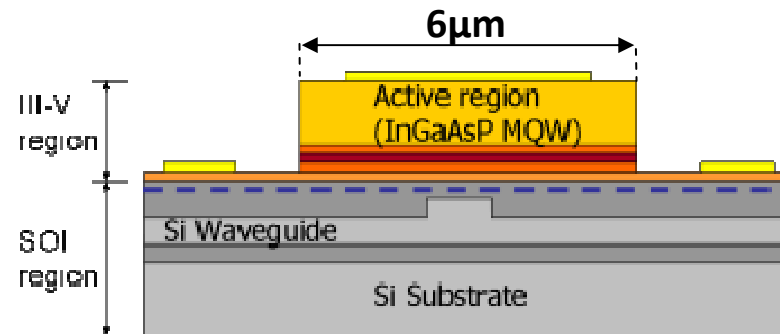 6µm
III-V
region
Active region
(InGaAsP MQW)
Si Waveguide
SOI
region
Si Substrate